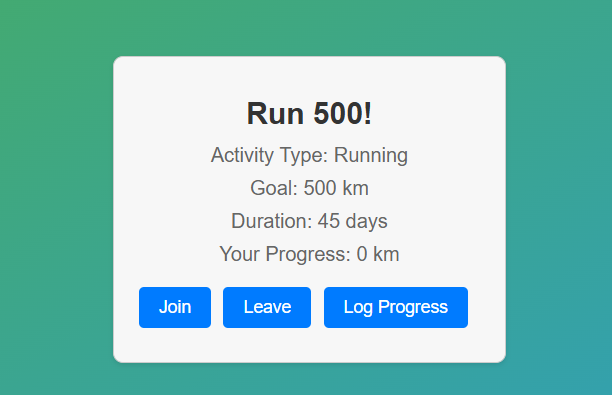 Run 500!
Activity Type: Running
Goal: 500 km
Duration: 45 days
Your Progress: 0 km
Join Leave Log Progress